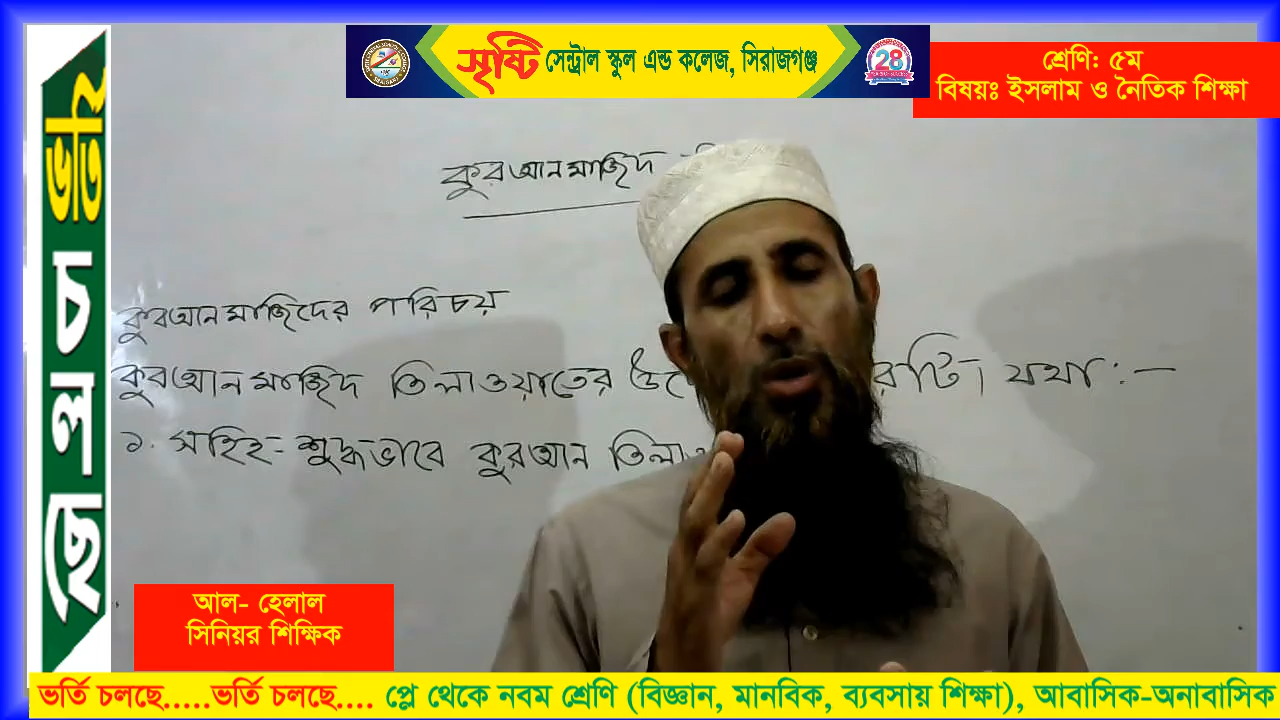 সৃষ্টি সেন্ট্রাল স্কুল এন্ড কলেজ, সিরাজগঞ্জ
28
শ্রেণি: ৫ম
বিষয়ঃ ইসলাম ও নৈতিক শিক্ষা
ভর্তি চলছে
কুরআন মাজিদ
কুরআন মাজিদের পরিচয়
কুরআন মাজিদ তিলাওয়াতের যথা:-
১. সহিহ-শুদ্ধভাবে কুরআন
আল- হেলাল
সিনিয়র শিক্ষিক
ভর্তি চলছে.....ভর্তি চলছে.... প্লে থেকে নবম শ্রেণি (বিজ্ঞান, মানবিক, ব্যবসায় শিক্ষা), আবাসিক-অনাবাসিক